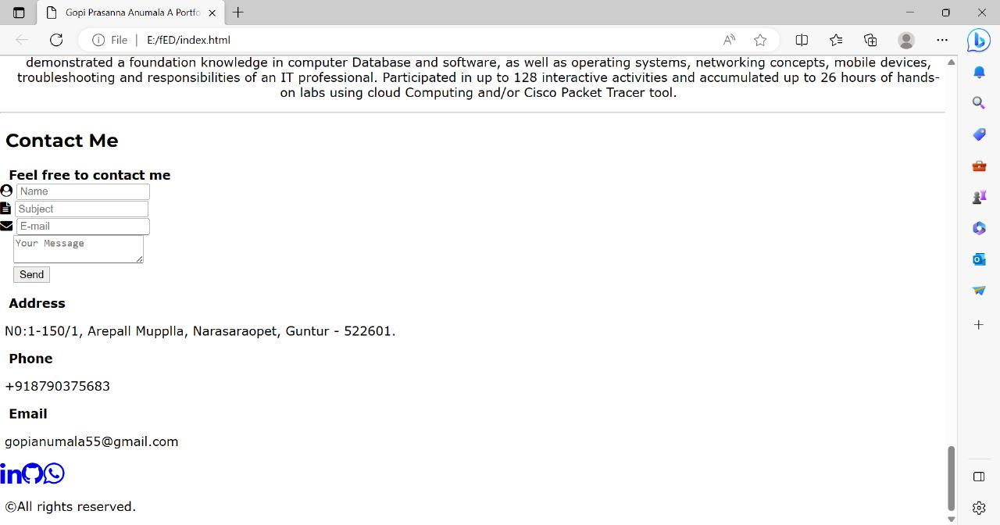 Gopi Prasanna Anumala A Portfo
File
E:/fED/index.html
demonstrated a foundation knowledge in computer Database and software, as well as operating systems, networking concepts, mobile devices,
troubleshooting and responsibilities of an IT professional. Participated in up to 128 interactive activities and accumulated up to 26 hours of hands-
on labs using cloud Computing and/or Cisco Packet Tracer tool.
Contact Me
Feel free to contact me
Name
Subject
E-mail
Your Message
Send
Address
N0:1-150/1, Arepall Mupplla, Narasaraopet, Guntur - 522601.
Phone
+918790375683
Email
gopianumala55@gmail.com
©All rights reserved.